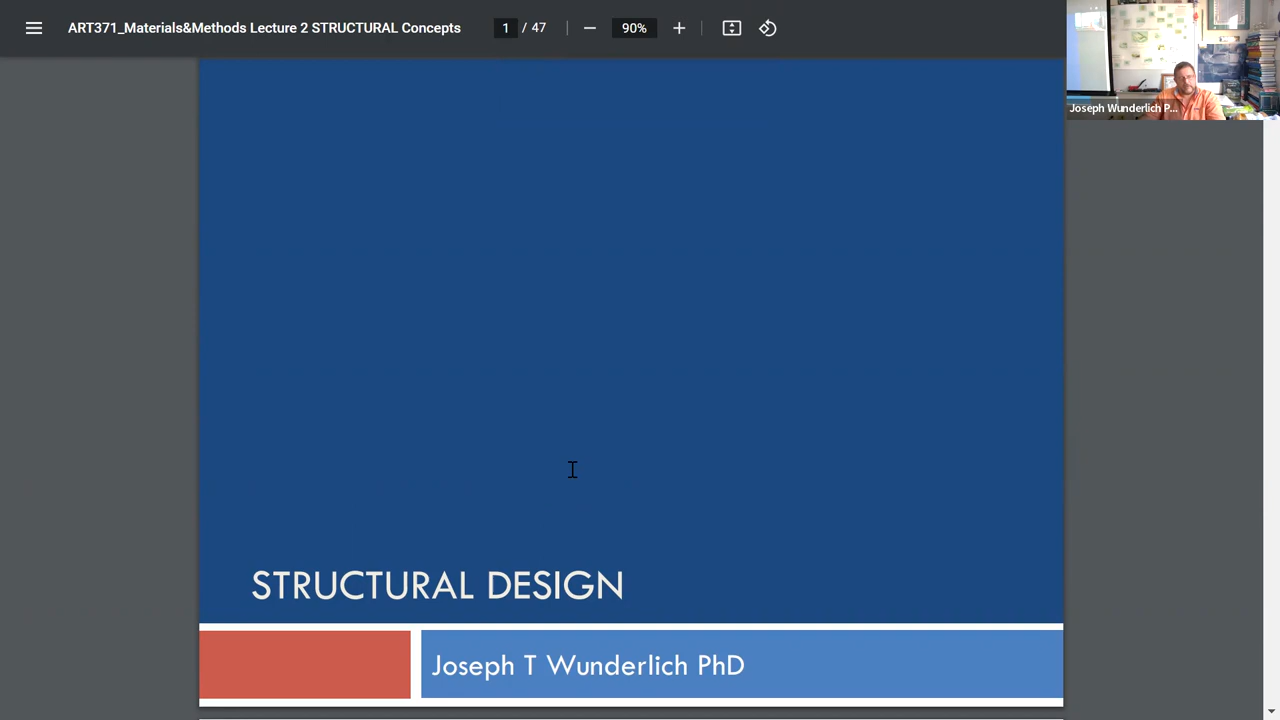 ART371_Materials&Methods Lecture 2 STRUCTURAL Concepts
1 / 47
90%
Joseph Wunderlich P...
STRUCTURAL DESIGN
Joseph T Wunderlich PhD